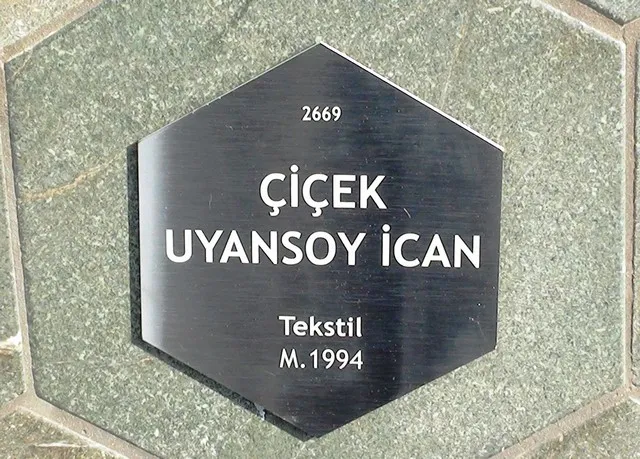 2669
ÇİÇEK
UYANSOY İCAN
Tekstil
M.1994